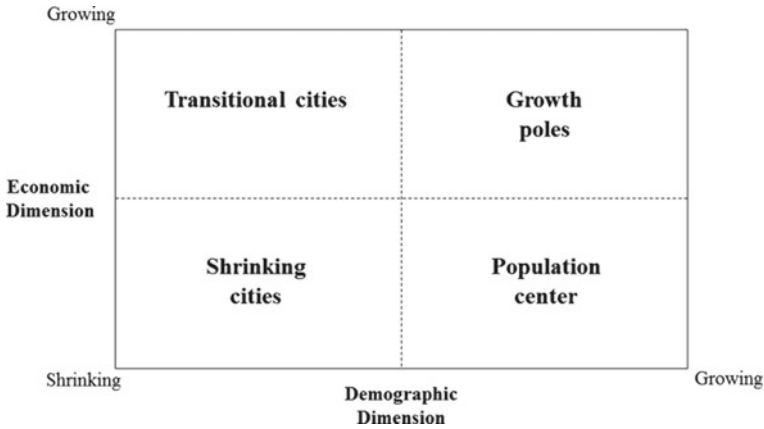 Growing
Transitional cities
Growth
poles
Economic
Dimension
Shrinking
cities
Population
center
Shrinking
Growing
Demographic
Dimension